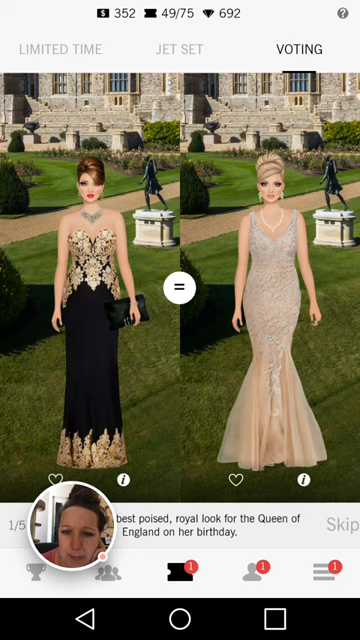 352 49/75 692
LIMITED TIME JET SET VOTING
best poised, royal look for the Queen of
1/5 England on her birthday. Skip
1 1 1